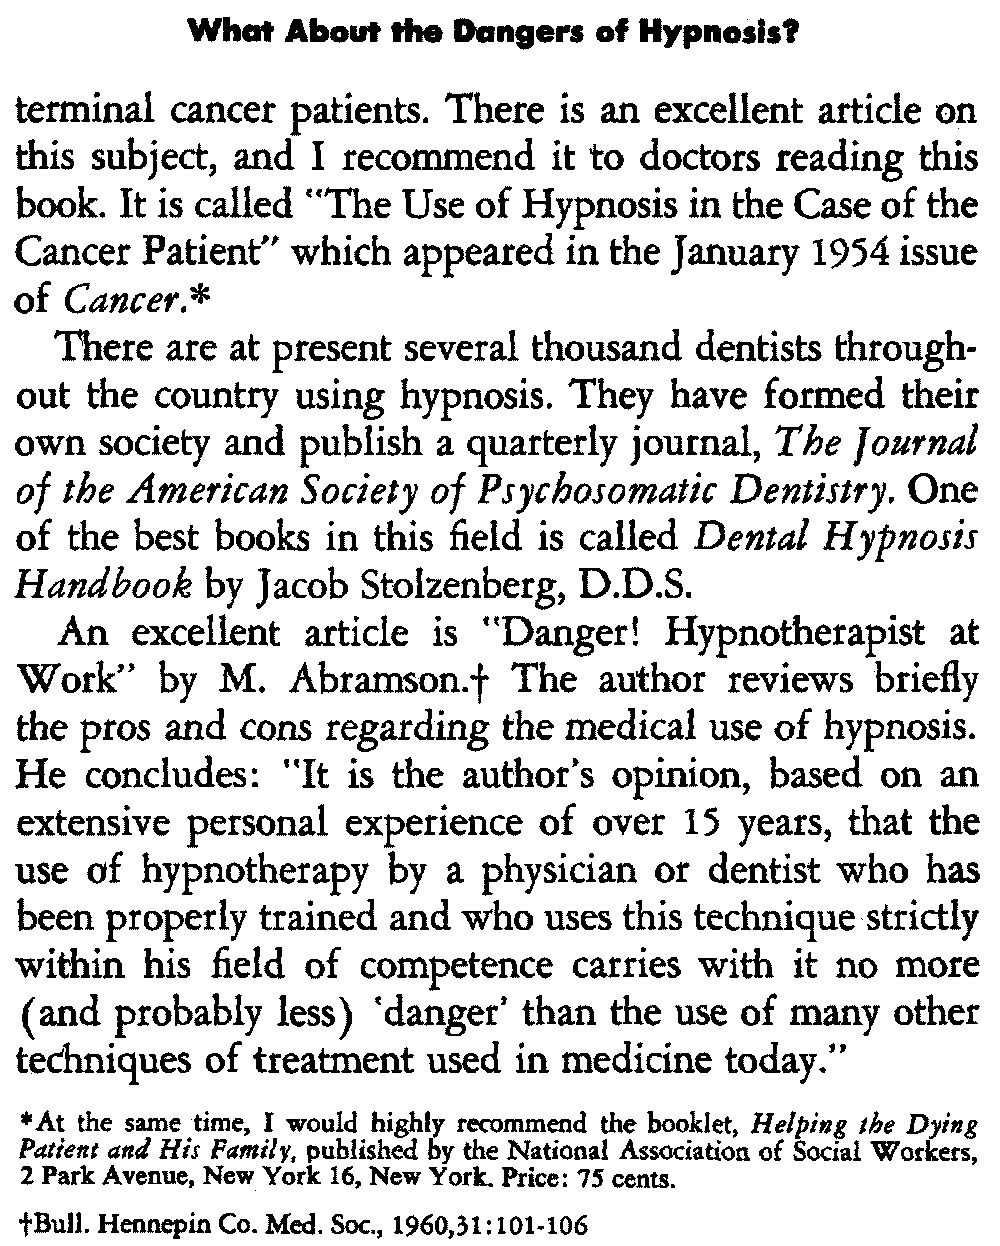 What About the Dangers of Hypnosis?
terminal cancer patients. There is an excellent article on
this subject, and I recommend it to doctors reading this
book. It is called "The Use of Hypnosis in the Case of the
Cancer Patient" which appeared in the January 1954 issue
of Cancer.*
There are at present several thousand dentists through-
out the country using hypnosis. They have formed their
own society and publish a quarterly journal, The Journal
of the American Society of Psychosomatic Dentistry. One
of the best books in this field is called Dental Hypnosis
Handbook by Jacob Stolzenberg, D.D.S.
An excellent article is "Danger! Hypnotherapist at
Work" by M. Abramson.† The author reviews briefly
the pros and cons regarding the medical use of hypnosis.
He concludes: "It is the author's opinion, based on an
extensive personal experience of over 15 years, that the
use of hypnotherapy by a physician or dentist who has
been properly trained and who uses this technique strictly
within his field of competence carries with it no more
(and probably less) 'danger' than the use of many other
techniques of treatment used in medicine today."
*At the same time, I would highly recommend the booklet, Helping the Dying
Patient and His Family, published by the National Association of Social Workers,
2 Park Avenue, New York 16, New York. Price: 75 cents.
†Bull. Hennepin Co. Med. Soc., 1960,31:101-106